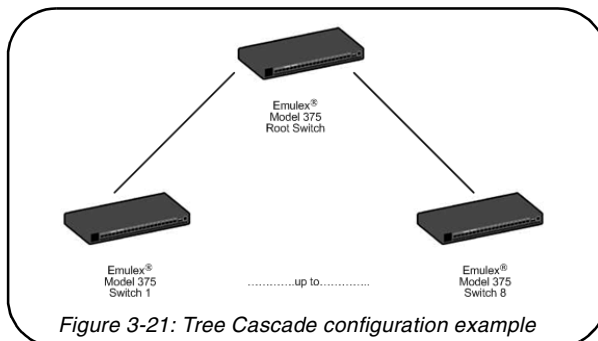 Emulex®
Model 375
Root Switch
Emulex®
Model 375
Switch 1
............up to.............
Emulex®
Model 375
Switch 8
Figure 3-21: Tree Cascade configuration example